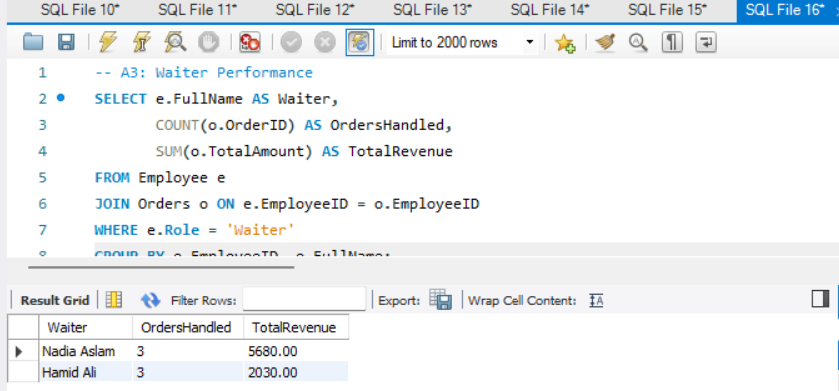 SQL File 10* SQL File 11* SQL File 12* SQL File 13* SQL File 14* SQL File 15* SQL File 16*
Limit to 2000 rows
1 -- A3: Waiter Performance
2 SELECT e.FullName AS Waiter,
3 COUNT(o.OrderID) AS OrdersHandled,
4 SUM(o.TotalAmount) AS TotalRevenue
5 FROM Employee e
6 JOIN Orders o ON e.EmployeeID = o.EmployeeID
7 WHERE e.Role = 'Waiter'
8 GROUP BY e.EmployeeID, e.FullName;
Result Grid Filter Rows: Export: Wrap Cell Content:
Waiter OrdersHandled TotalRevenue
Nadia Aslam 3 5680.00
Hamid Ali 3 2030.00